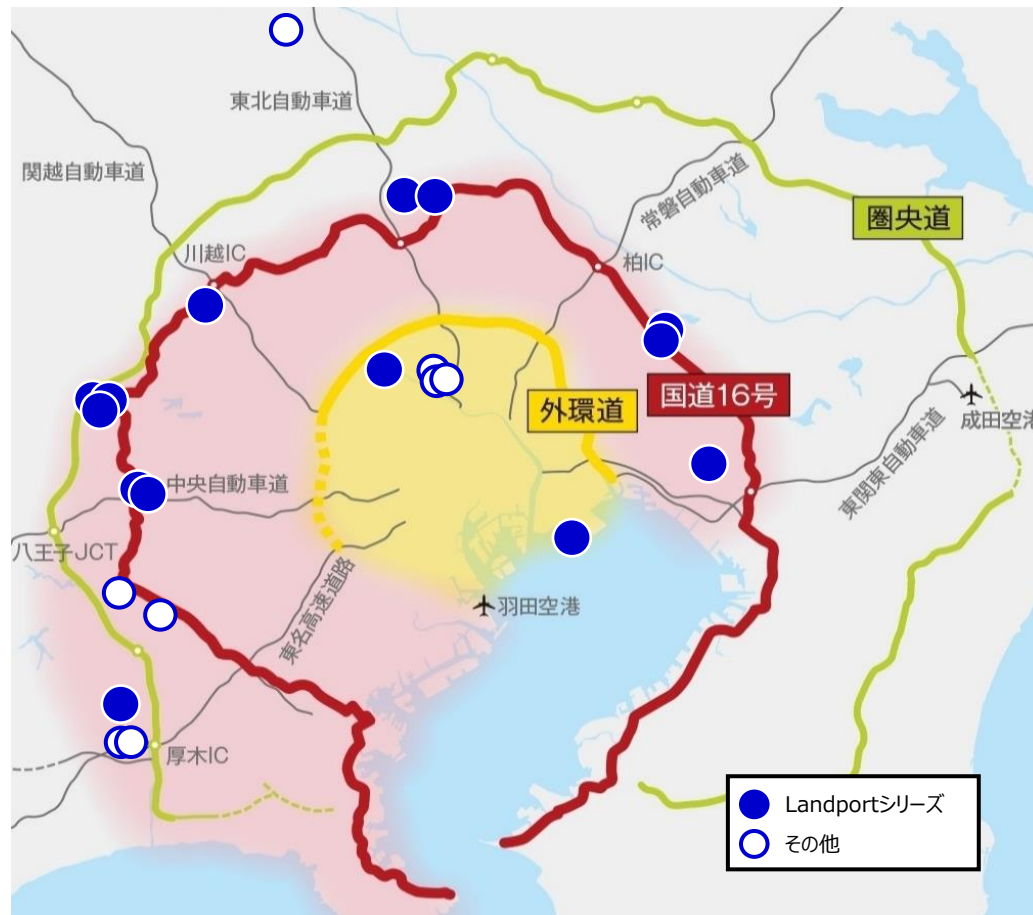 東北自動車道
関越自動車道
常磐自動車道
圏央道
川越IC
柏IC
国道16号
外環道
成田空港
東関東自動車道
中央自動車道
八王子JCT
羽田空港
東名高速道路
厚木IC
Landportシリーズ
その他